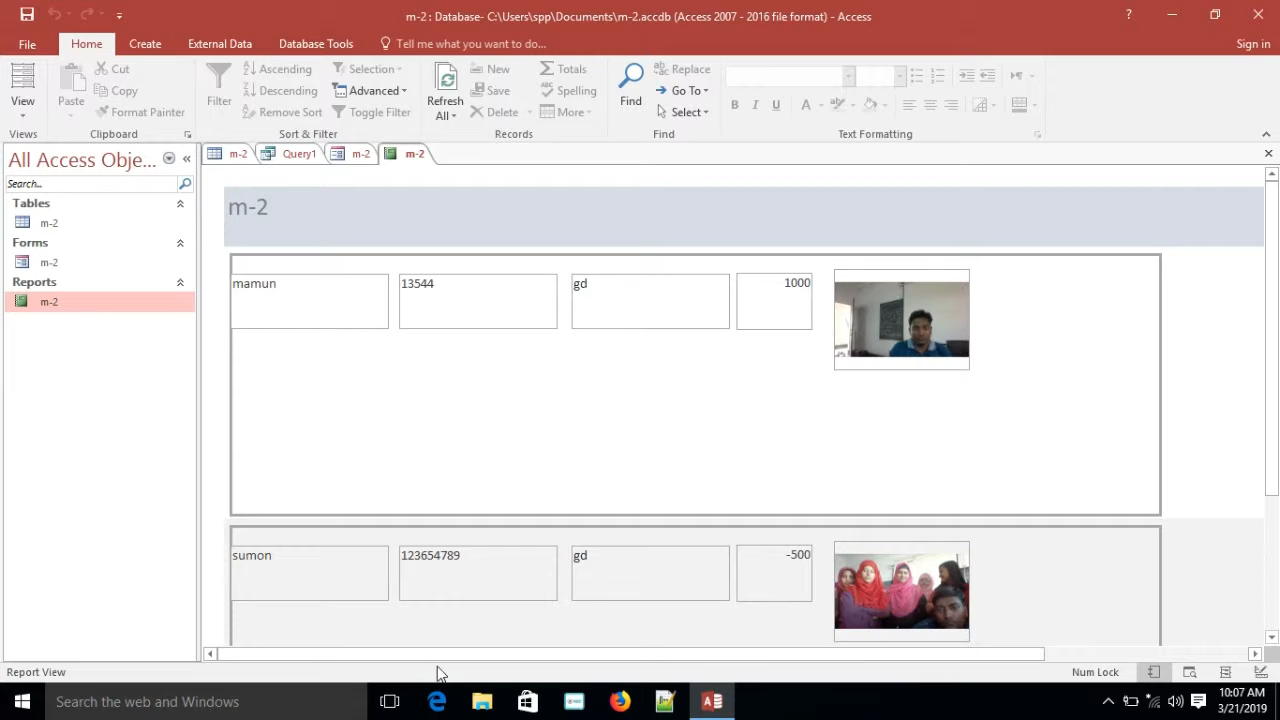 m-2 : Database- C:\Users\spp\Documents\m-2.accdb (Access 2007 - 2016 file format) - Access
File Home Create External Data Database Tools Tell me what you want to do... Sign in
View
Views
Paste
Cut
Copy
Format Painter
Clipboard
Filter
Ascending
Descending
Remove Sort
Selection
Advanced
Toggle Filter
Sort & Filter
Refresh All
New
Save
Delete
Totals
Spelling
More
Records
Find
Replace
Go To
Select
Find
B I U A
Text Formatting
All Access Obje...
Search...
Tables
m-2
Forms
m-2
Reports
m-2
m-2 Query1 m-2 m-2
m-2
mamun 13544 gd 1000
sumon 123654789 gd -500
Report View Num Lock
Search the web and Windows
10:07 AM
3/21/2019